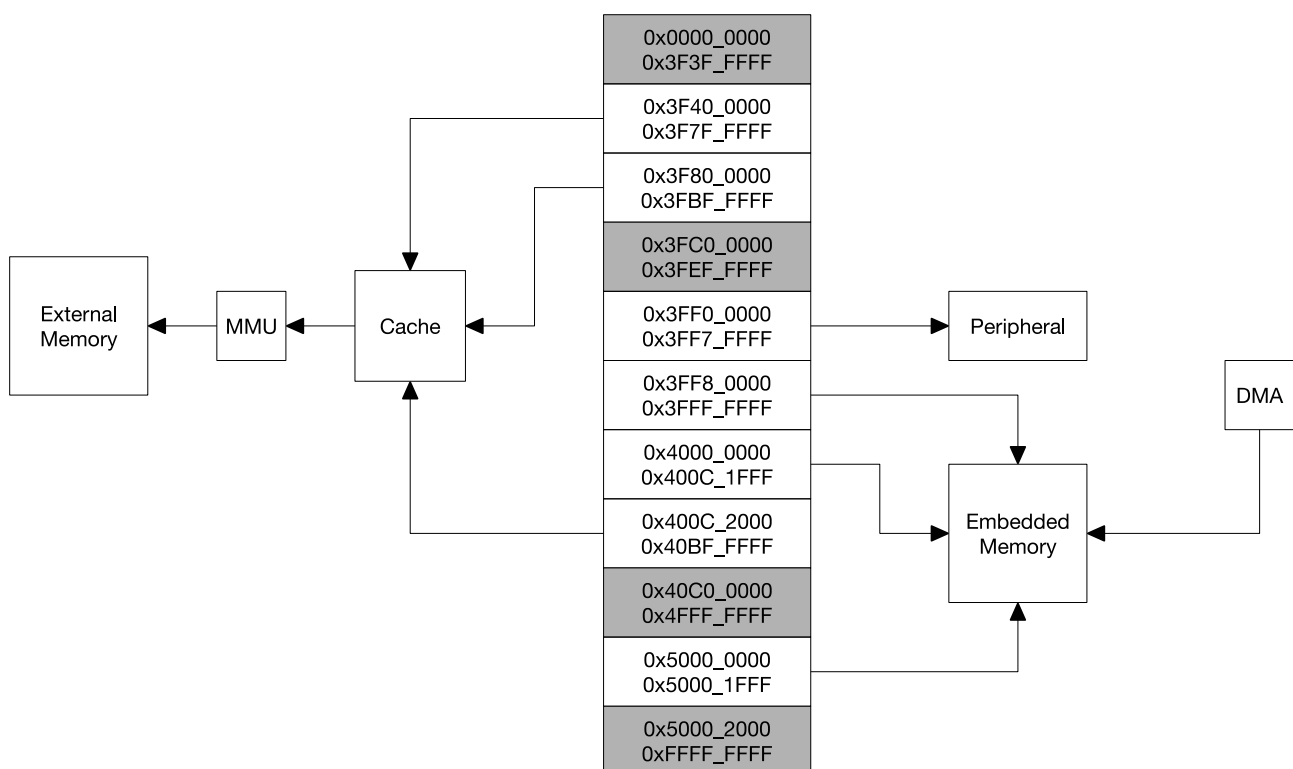 0x0000_0000
0x3F3F_FFFF
0x3F40_0000
0x3F7F_FFFF
0x3F80_0000
0x3FBF_FFFF
0x3FC0_0000
0x3FEF_FFFF
External
Memory
MMU
Cache
0x3FF0_0000
0x3FF7_FFFF
Peripheral
0x3FF8_0000
0x3FFF_FFFF
DMA
0x4000_0000
0x400C_1FFF
0x400C_2000
0x40BF_FFFF
Embedded
Memory
0x40C0_0000
0x4FFF_FFFF
0x5000_0000
0x5000_1FFF
0x5000_2000
0xFFFF_FFFF